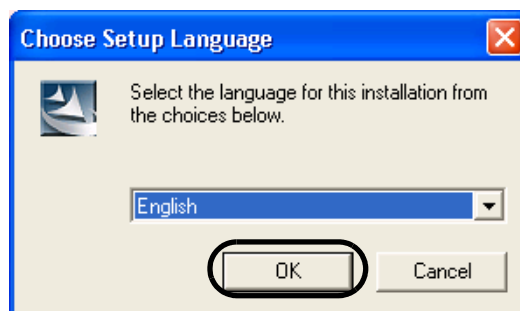 Choose Setup Language
Select the language for this installation from
the choices below.
English
OK
Cancel